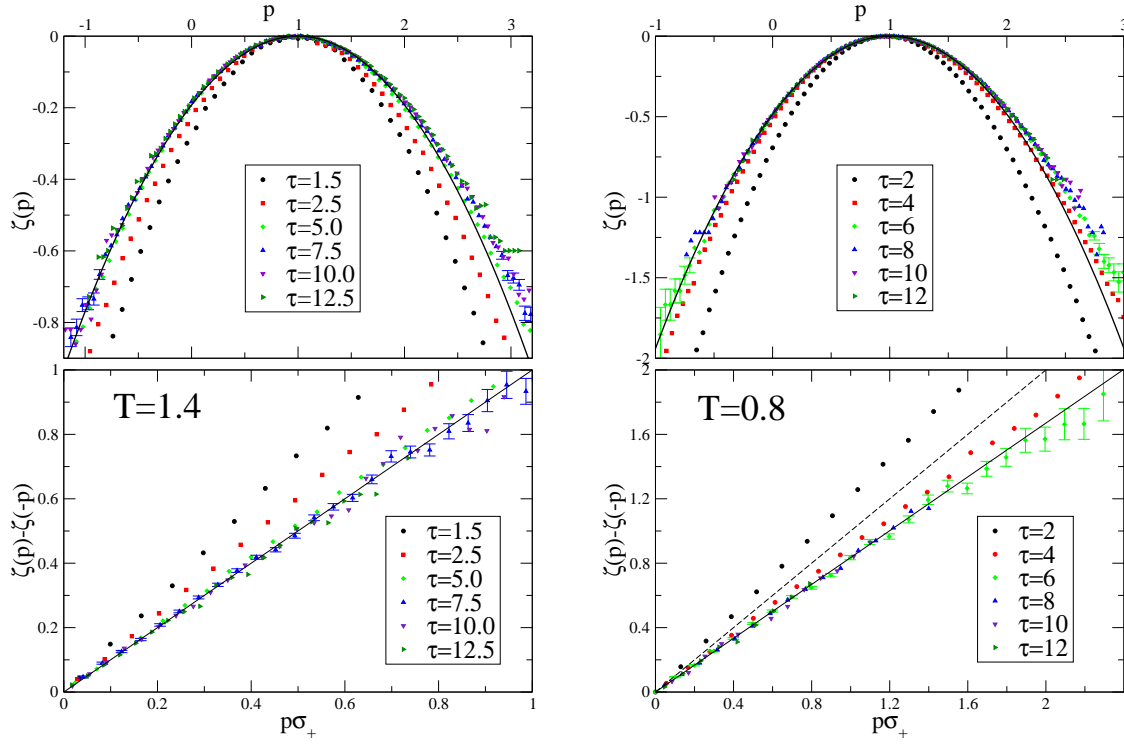 p
-1 0 1 2 3
0
-0.2
-0.4
-0.6
-0.8
ζ(p)
τ=1.5
τ=2.5
τ=5.0
τ=7.5
τ=10.0
τ=12.5
p
-1 0 1 2 3
0
-0.5
-1
-1.5
-2
ζ(p)
τ=2
τ=4
τ=6
τ=8
τ=10
τ=12
T=1.4
1
0.8
0.6
0.4
0.2
0
ζ(p)-ζ(-p)
τ=1.5
τ=2.5
τ=5.0
τ=7.5
τ=10.0
τ=12.5
0 0.2 0.4 0.6 0.8 1
pσ₊
T=0.8
2
1.6
1.2
0.8
0.4
0
ζ(p)-ζ(-p)
τ=2
τ=4
τ=6
τ=8
τ=10
τ=12
0 0.4 0.8 1.2 1.6 2
pσ₊